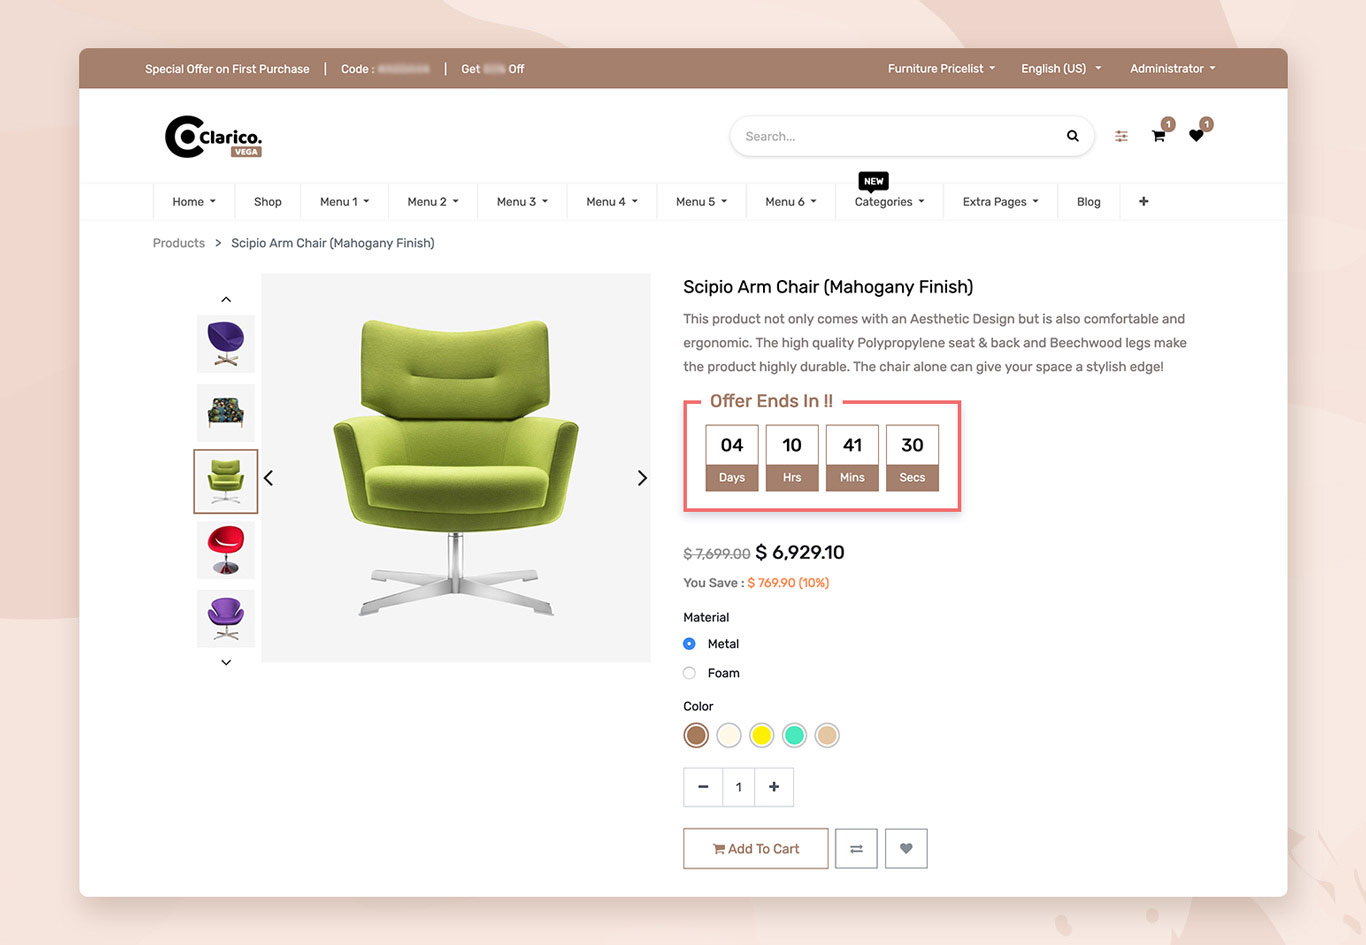 Special Offer on First Purchase | Code : | Get Off
Furniture Pricelist English (US) Administrator
Clarico.
VEGA
Search...
1 1
NEW
Home Shop Menu 1 Menu 2 Menu 3 Menu 4 Menu 5 Menu 6 Categories Extra Pages Blog +
Products > Scipio Arm Chair (Mahogany Finish)
Scipio Arm Chair (Mahogany Finish)
This product not only comes with an Aesthetic Design but is also comfortable and
ergonomic. The high quality Polypropylene seat & back and Beechwood legs make
the product highly durable. The chair alone can give your space a stylish edge!
Offer Ends In !!
04 10 41 30
Days Hrs Mins Secs
$ 7,699.00 $ 6,929.10
You Save : $ 769.90 (10%)
Material
Metal
Foam
Color
− 1 +
Add To Cart